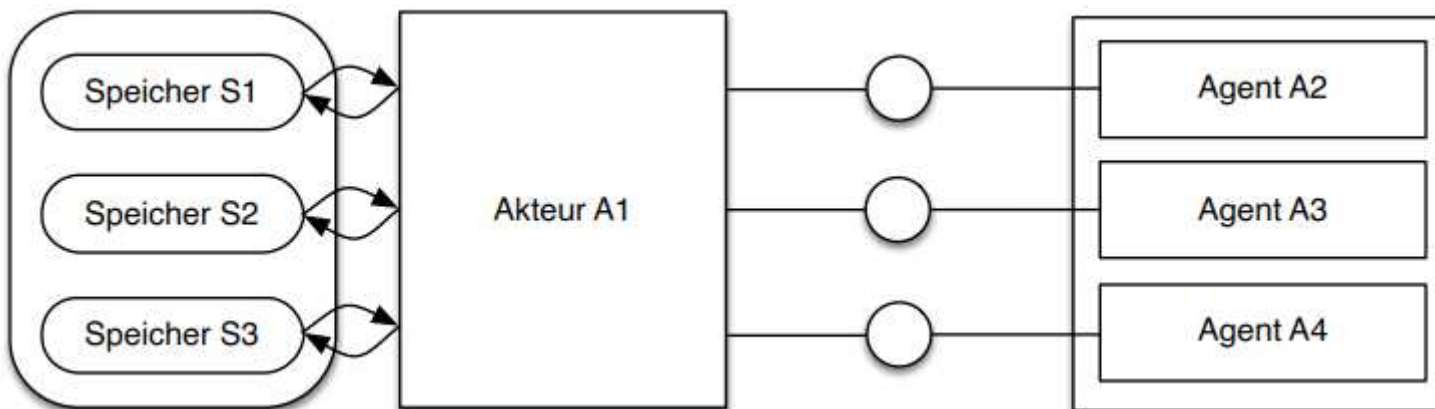 Speicher S1
Speicher S2
Speicher S3
Akteur A1
Agent A2
Agent A3
Agent A4